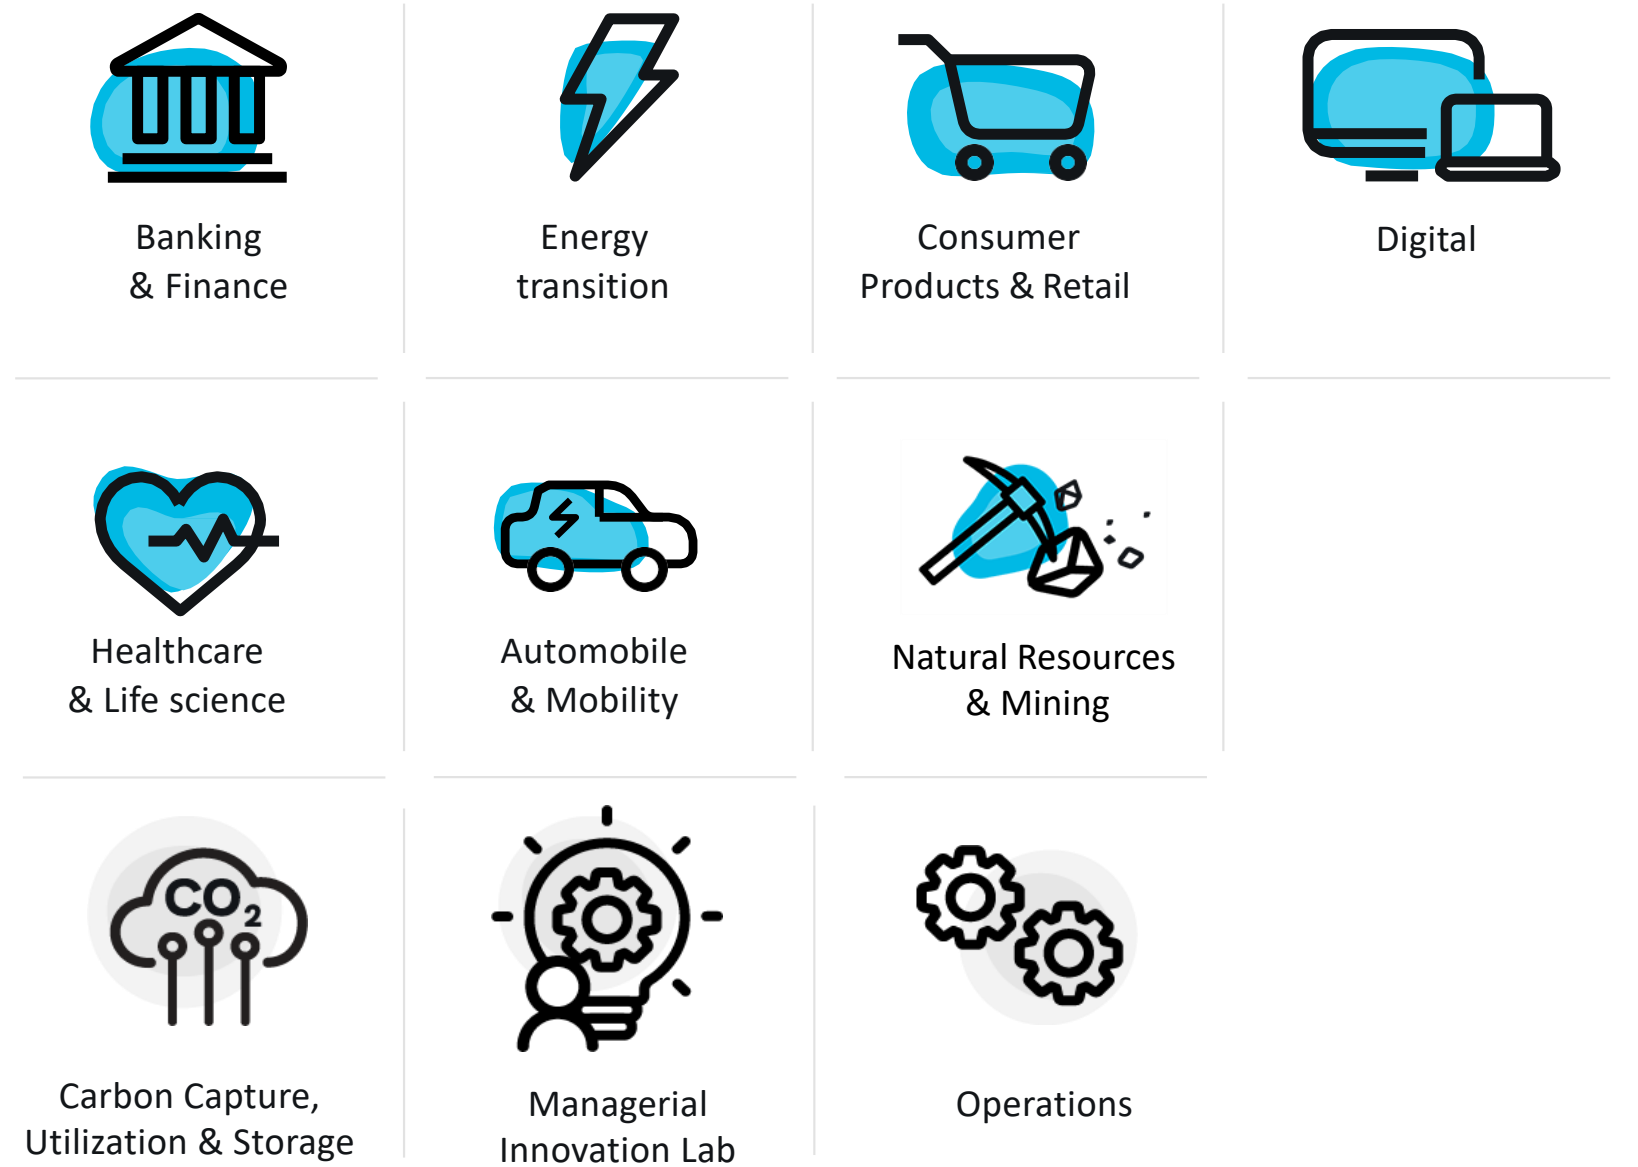 Banking
& Finance
Energy
transition
Consumer
Products & Retail
Digital
Healthcare
& Life science
Automobile
& Mobility
Natural Resources
& Mining
CO2
Carbon Capture,
Utilization & Storage
Managerial
Innovation Lab
Operations